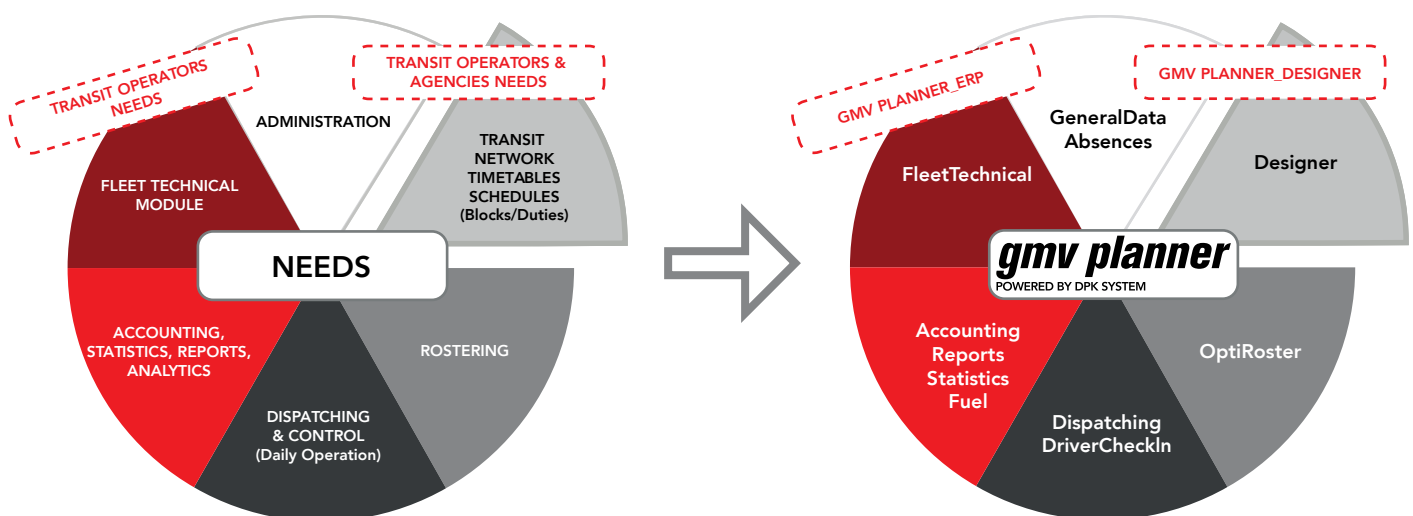 TRANSIT OPERATORS
NEEDS
TRANSIT OPERATORS &
AGENCIES NEEDS
ADMINISTRATION
TRANSIT
NETWORK
TIMETABLES
SCHEDULES
(Blocks/Duties)
FLEET TECHNICAL
MODULE
NEEDS
ACCOUNTING,
STATISTICS, REPORTS,
ANALYTICS
ROSTERING
DISPATCHING
& CONTROL
(Daily Operation)
GMV PLANNER_ERP
GMV PLANNER_DESIGNER
GeneralData
Absences
Designer
FleetTechnical
gmv planner
POWERED BY DPK SYSTEM
Accounting
Reports
Statistics
Fuel
OptiRoster
Dispatching
DriverCheckIn